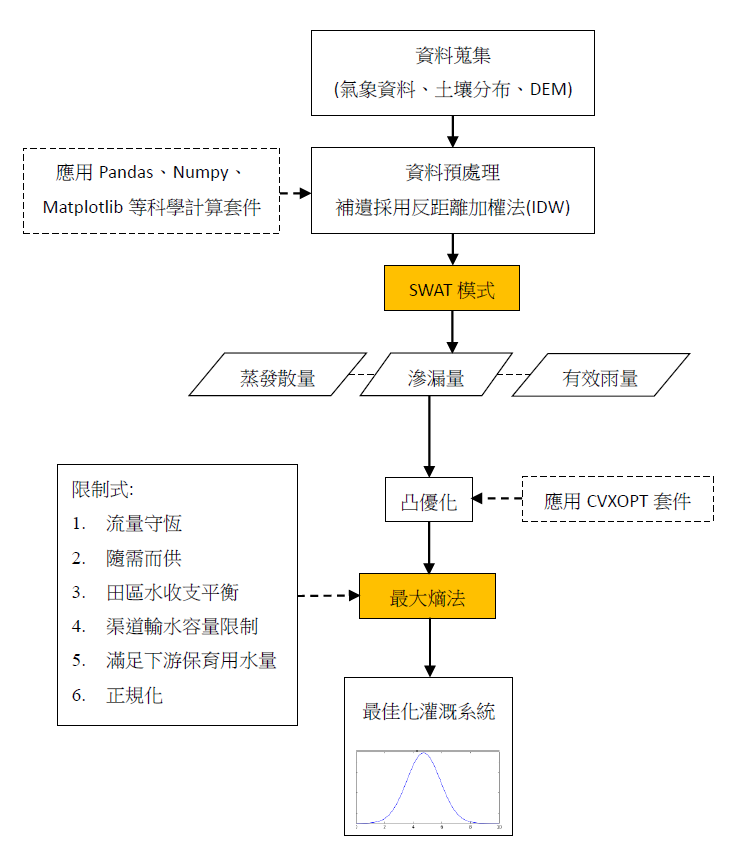 資料蒐集
(氣象資料、土壤分布、DEM)
應用 Pandas、Numpy、
Matplotlib 等科學計算套件
資料預處理
補遺採用反距離加權法(IDW)
SWAT 模式
蒸發散量
滲漏量
有效雨量
凸優化
應用 CVXOPT 套件
限制式:
1. 流量守恆
2. 隨需而供
3. 田區水收支平衡
4. 渠道輸水容量限制
5. 滿足下游保育用水量
6. 正規化
最大熵法
最佳化灌溉系統
0 2 4 6 8 10